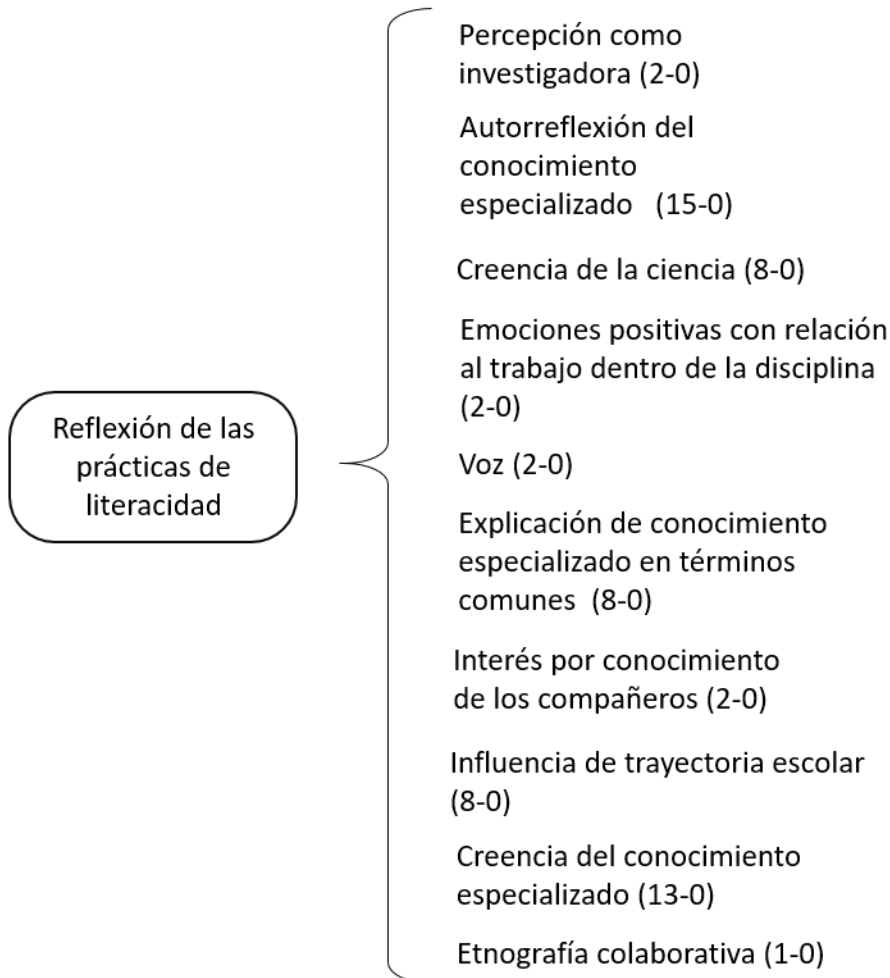 Reflexión de las
prácticas de
literacidad
Percepción como
investigadora (2-0)
Autorreflexión del
conocimiento
especializado (15-0)
Creencia de la ciencia (8-0)
Emociones positivas con relación
al trabajo dentro de la disciplina
(2-0)
Voz (2-0)
Explicación de conocimiento
especializado en términos
comunes (8-0)
Interés por conocimiento
de los compañeros (2-0)
Influencia de trayectoria escolar
(8-0)
Creencia del conocimiento
especializado (13-0)
Etnografía colaborativa (1-0)